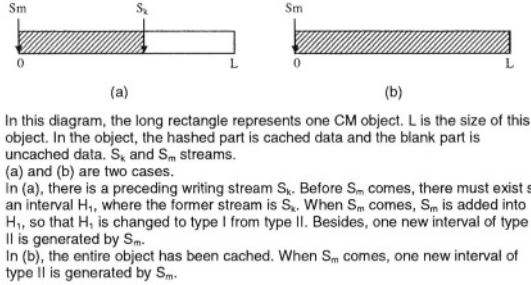 Sm Sk Sm
0 L 0 L
(a) (b)
In this diagram, the long rectangle represents one CM object. L is the size of this
object. In the object, the hashed part is cached data and the blank part is
uncached data. Sk and Sm streams.
(a) and (b) are two cases.
In (a), there is a preceding writing stream Sk. Before Sm comes, there must exist s
an interval H1, where the former stream is Sk. When Sm comes, Sm is added into
H1, so that H1 is changed to type I from type II. Besides, one new interval of type
II is generated by Sm.
In (b), the entire object has been cached. When Sm comes, one new interval of
type II is generated by Sm.